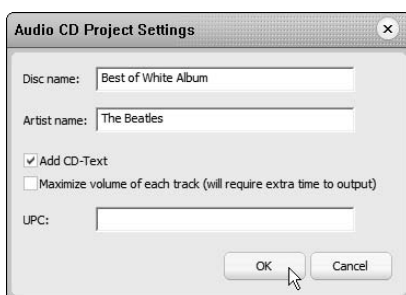 Audio CD Project Settings
Disc name: Best of White Album
Artist name: The Beatles
Add CD-Text
Maximize volume of each track (will require extra time to output)
UPC:
OK Cancel